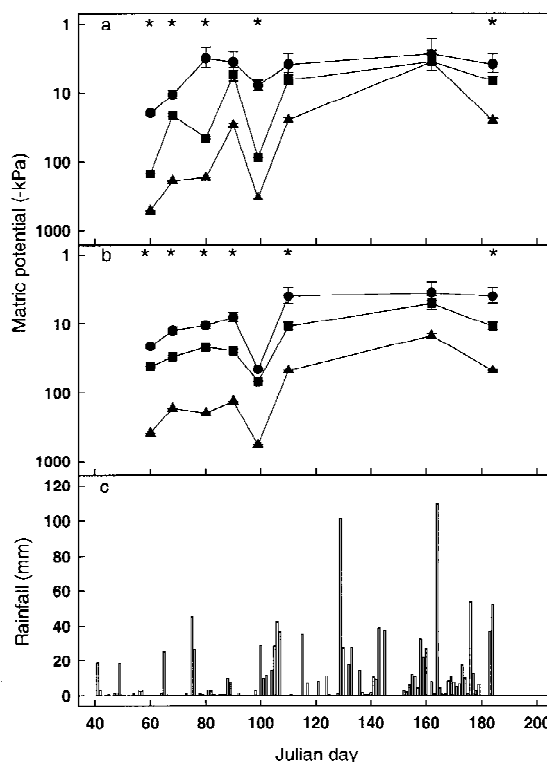 a * * * * *
1
10
100
1000
Matric potential (-kPa)
b * * * * * *
1
10
100
1000
c
120
100
80
60
40
20
0
Rainfall (mm)
40 60 80 100 120 140 160 180 200
Julian day